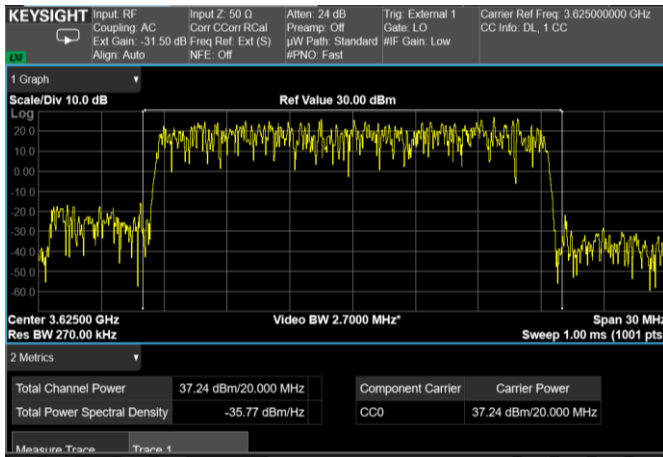 KEYSIGHT Input: RF Input Z: 50 Ω Atten: 24 dB Trig: External 1 Carrier Ref Freq: 3.625000000 GHz
Coupling: AC Corr CCorr RCal Preamp: Off Gate: LO CC Info: DL, 1 CC
Ext Gain: -31.50 dB Freq Ref: Ext (S) µW Path: Standard #IF Gain: Low
LXI Align: Auto NFE: Off #PNO: Fast
1 Graph
Scale/Div 10.0 dB Ref Value 30.00 dBm
Log
20.0
10.0
0.00
-10.0
-20.0
-30.0
-40.0
-50.0
-60.0
Center 3.62500 GHz Video BW 2.7000 MHz* Span 30 MHz
Res BW 270.00 kHz Sweep 1.00 ms (1001 pts
2 Metrics
Total Channel Power 37.24 dBm/20.000 MHz Component Carrier Carrier Power
Total Power Spectral Density -35.77 dBm/Hz CC0 37.24 dBm/20.000 MHz
Measure Trace Trace 1